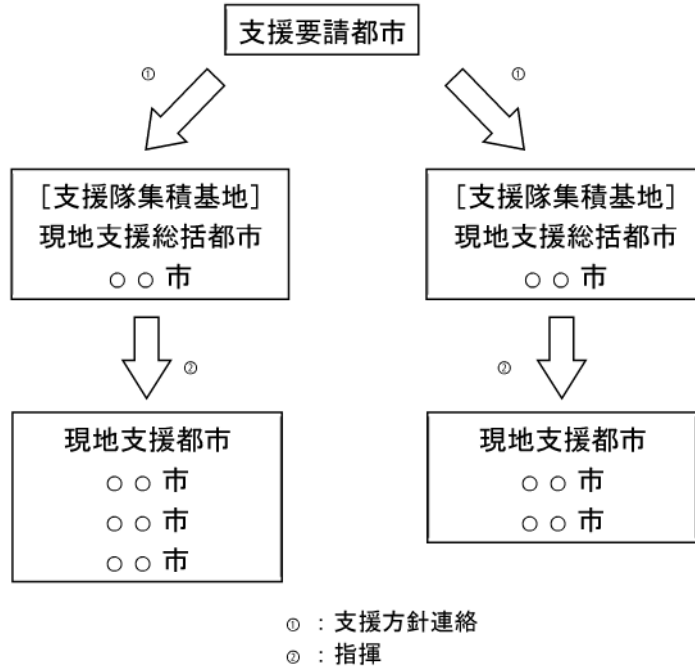 支援要請都市
①
①
［支援隊集積基地］
現地支援総括都市
○○市
［支援隊集積基地］
現地支援総括都市
○○市
②
②
現地支援都市
○○市
○○市
○○市
現地支援都市
○○市
○○市
①：支援方針連絡
②：指揮